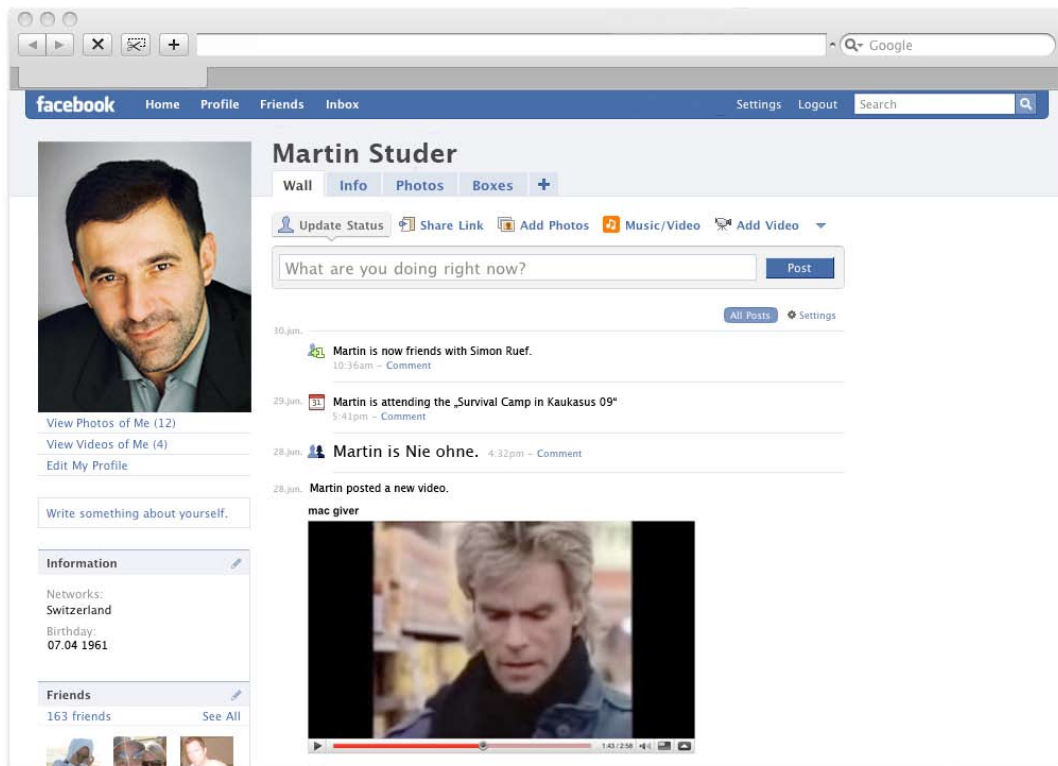 Google
facebook Home Profile Friends Inbox Settings Logout Search
Martin Studer
Wall Info Photos Boxes +
Update Status Share Link Add Photos Music/Video Add Video
What are you doing right now? Post
All Posts Settings
30.jun.
Martin is now friends with Simon Ruef.
10:36am – Comment
29.jun. 31 Martin is attending the „Survival Camp in Kaukasus 09"
5:41pm – Comment
28.jun. Martin is Nie ohne. 4:32pm – Comment
28.jun. Martin posted a new video.
mac giver
1:43 / 2:58
View Photos of Me (12)
View Videos of Me (4)
Edit My Profile
Write something about yourself.
Information
Networks:
Switzerland
Birthday:
07.04 1961
Friends
163 friends See All